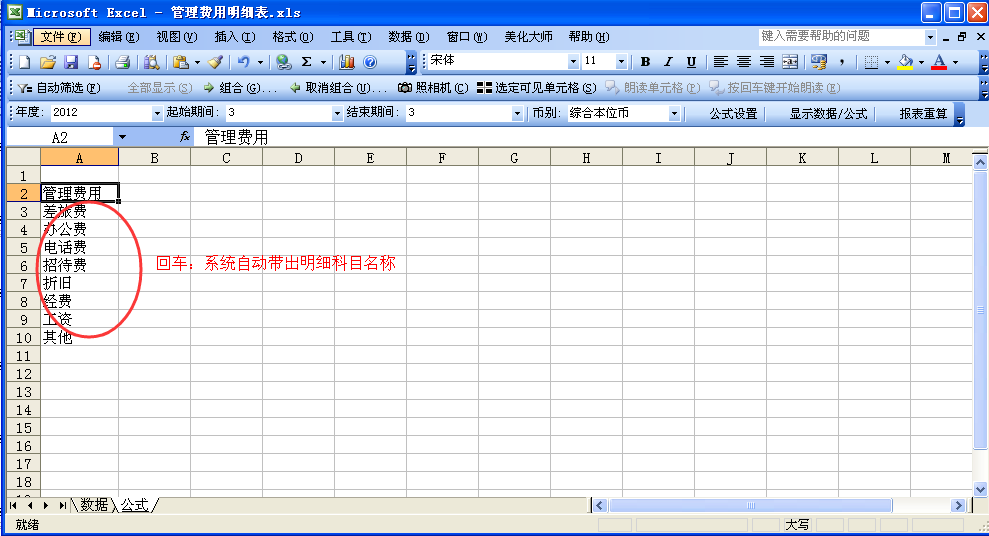 Microsoft Excel - 管理费用明细表.xls
文件(F) 编辑(E) 视图(V) 插入(I) 格式(O) 工具(T) 数据(D) 窗口(W) 美化大师 帮助(H) 键入需要帮助的问题
宋体 11 B I U
自动筛选(F) 全部显示(S) 组合(G)... 取消组合(U)... 照相机(C) 选定可见单元格(S) 朗读单元格(P) 按回车键开始朗读(E)
年度: 2012 起始期间: 3 结束期间: 3 币别: 综合本位币 公式设置 显示数据/公式 报表重算
A2 fx 管理费用
A B C D E F G H I J K L M
1
2 管理费用
3 差旅费
4 办公费
5 电话费
6 招待费 回车：系统自动带出明细科目名称
7 折旧
8 经费
9 工资
10 其他
11
12
13
14
15
16
17
18
数据 公式
就绪 大写